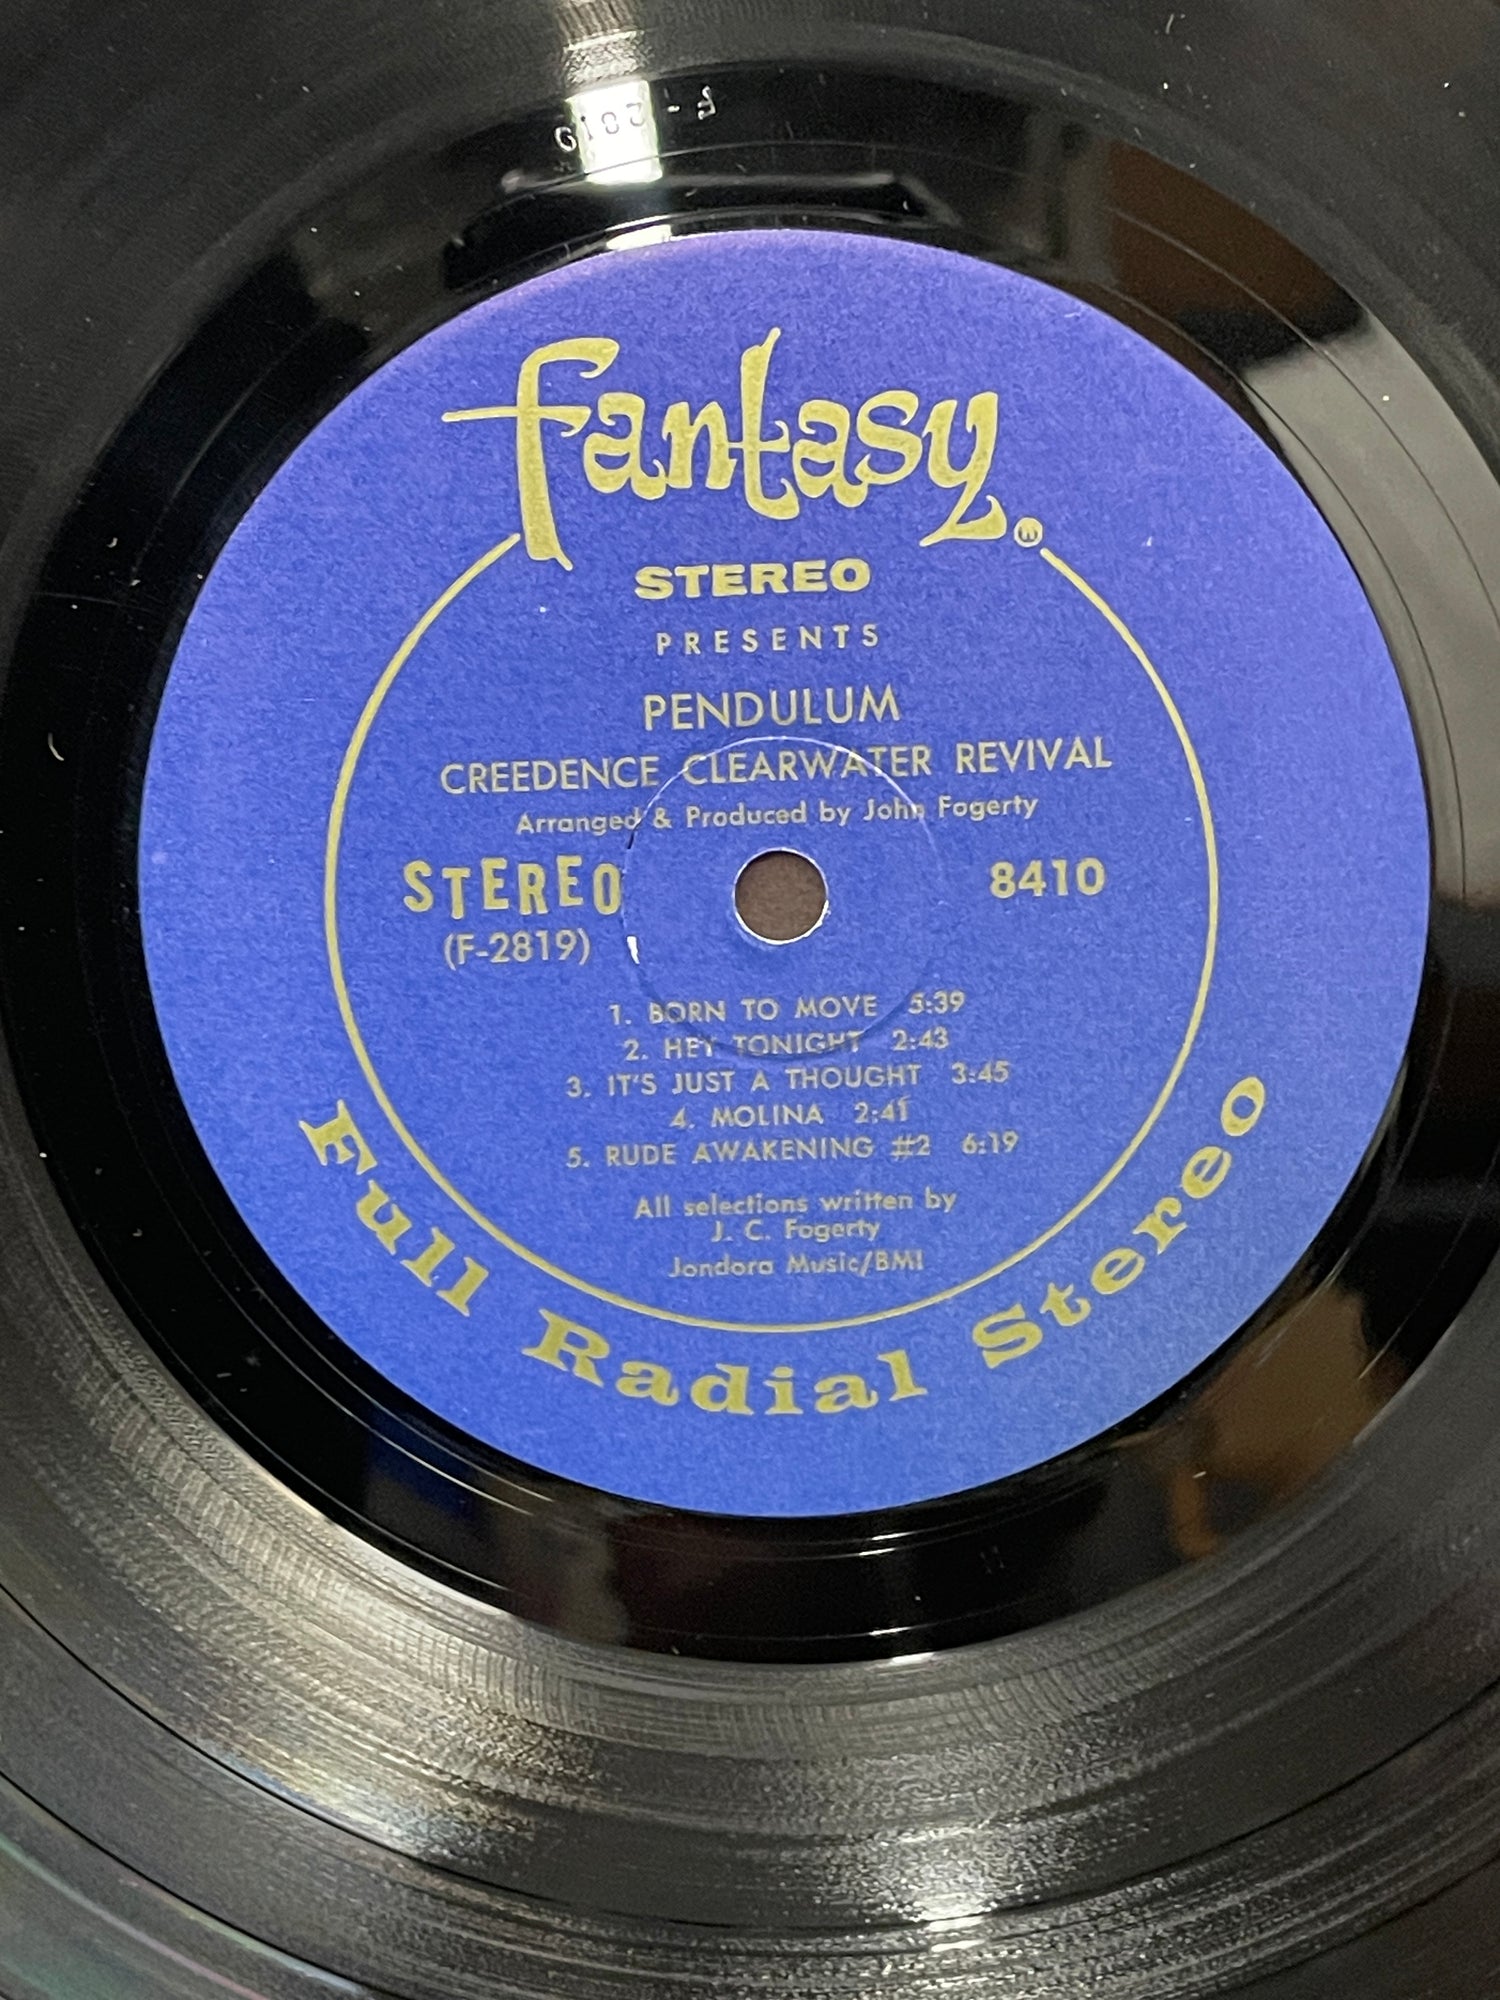 fantasy
STEREO
PRESENTS
PENDULUM
CREEDENCE CLEARWATER REVIVAL
Arranged & Produced by John Fogerty
STEREO 8410
(F-2819)
1. BORN TO MOVE 5:39
2. HEY TONIGHT 2:43
3. IT'S JUST A THOUGHT 3:45
4. MOLINA 2:41
5. RUDE AWAKENING #2 6:19
All selections written by
J. C. Fogerty
Jondora Music/BMI
Full Radial Stereo